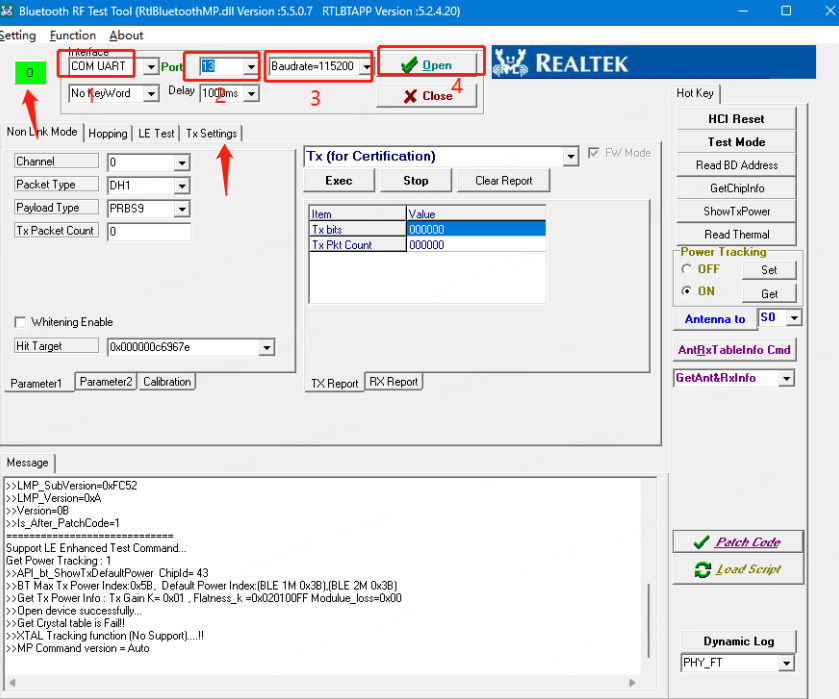 Bluetooth RF Test Tool (RtlBluetoothMP.dll Version :5.5.0.7 RTLBTAPP Version :5.2.4.20)
Setting Function About
Interface
COM UART Port 13 Baudrate=115200 Open
0
1 2 3 4
No KeyWord Delay 1000ms Close
REALTEK
Hot Key
HCI Reset
Test Mode
Read BD Address
GetChipInfo
ShowTxPower
Read Thermal
Power Tracking
OFF Set
ON Get
Antenna to S0
AntRxTableInfo Cmd
GetAnt&RxInfo
Patch Code
Load Script
Dynamic Log
PHY_FT
Non Link Mode Hopping LE Test Tx Settings
Channel 0
Packet Type DH1
Payload Type PRBS9
Tx Packet Count 0
Whitening Enable
Hit Target 0x000000c6967e
Parameter1 Parameter2 Calibration
Tx (for Certification) FW Mode
Exec Stop Clear Report
Item Value
Tx bits 000000
Tx Pkt Count 000000
TX Report RX Report
Message
>>LMP_SubVersion=0xFC52
>>LMP_Version=0xA
>>Version=0B
>>Is_After_PatchCode=1
============================
Support LE Enhanced Test Command...
Get Power Tracking : 1
>>API_bt_ShowTxDefaultPower ChipId= 43
>>BT Max Tx Power Index:0x5B, Default Power Index:(BLE 1M 0x3B),(BLE 2M 0x3B)
>>Get Tx Power Info : Tx Gain K= 0x01 , Flatness_k =0x020100FF Modulue_loss=0x00
>>Open device successfully...
>>Get Crystal table is Fail!!
>>XTAL Tracking function (No Support)....!!
>>MP Command version = Auto